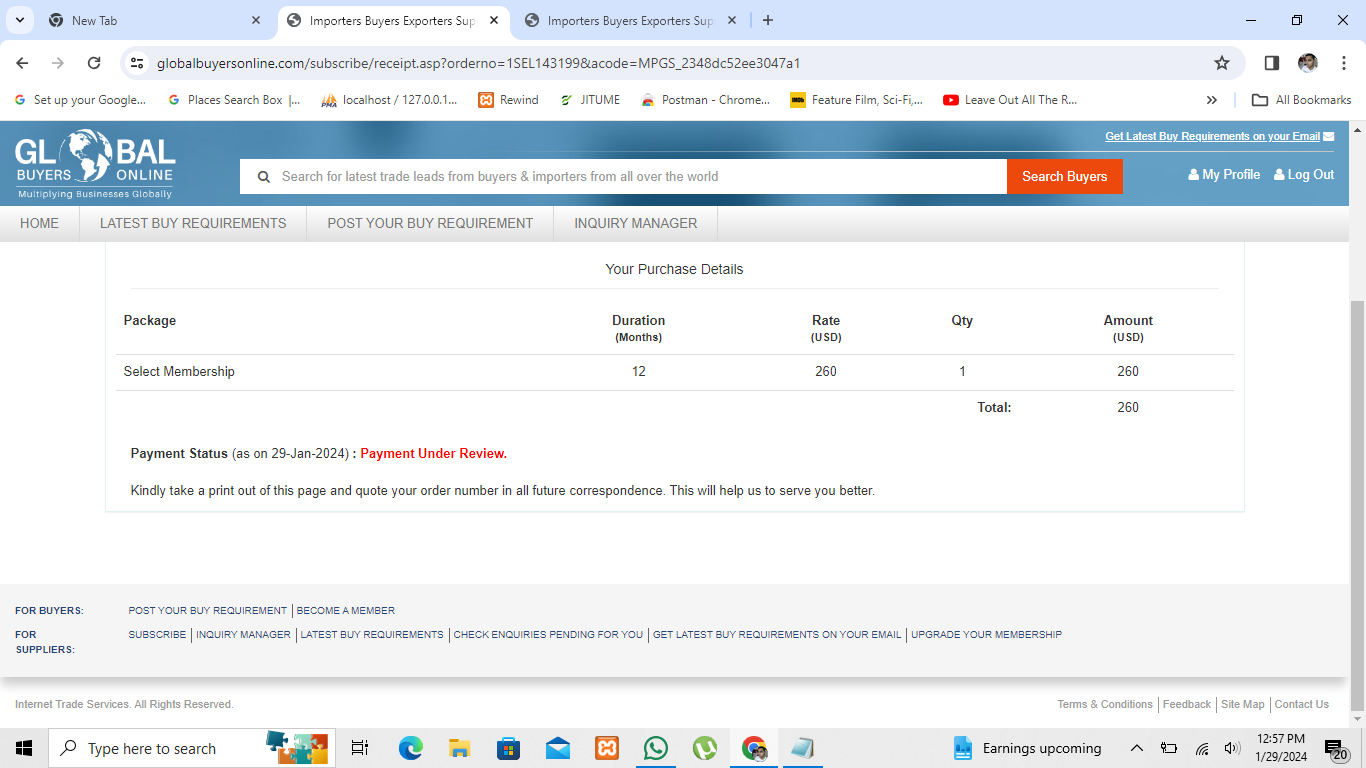 New Tab
Importers Buyers Exporters Sup
Importers Buyers Exporters Sup
globalbuyersonline.com/subscribe/receipt.asp?orderno=1SEL143199&acode=MPGS_2348dc52ee3047a1
Set up your Google...
Places Search Box |...
localhost / 127.0.0.1...
Rewind
JITUME
Postman - Chrome...
Feature Film, Sci-Fi,...
Leave Out All The R...
»
All Bookmarks
GLOBAL
BUYERS ONLINE
Multiplying Businesses Globally
Get Latest Buy Requirements on your Email
Search for latest trade leads from buyers & importers from all over the world
Search Buyers
My Profile
Log Out
HOME
LATEST BUY REQUIREMENTS
POST YOUR BUY REQUIREMENT
INQUIRY MANAGER
Your Purchase Details
Package Duration Rate Qty Amount
(Months) (USD) (USD)
Select Membership 12 260 1 260
Total: 260
Payment Status (as on 29-Jan-2024) : Payment Under Review.
Kindly take a print out of this page and quote your order number in all future correspondence. This will help us to serve you better.
FOR BUYERS: POST YOUR BUY REQUIREMENT | BECOME A MEMBER
FOR SUPPLIERS: SUBSCRIBE | INQUIRY MANAGER | LATEST BUY REQUIREMENTS | CHECK ENQUIRIES PENDING FOR YOU | GET LATEST BUY REQUIREMENTS ON YOUR EMAIL | UPGRADE YOUR MEMBERSHIP
Internet Trade Services. All Rights Reserved.
Terms & Conditions | Feedback | Site Map | Contact Us
Type here to search
Earnings upcoming
12:57 PM
1/29/2024
20